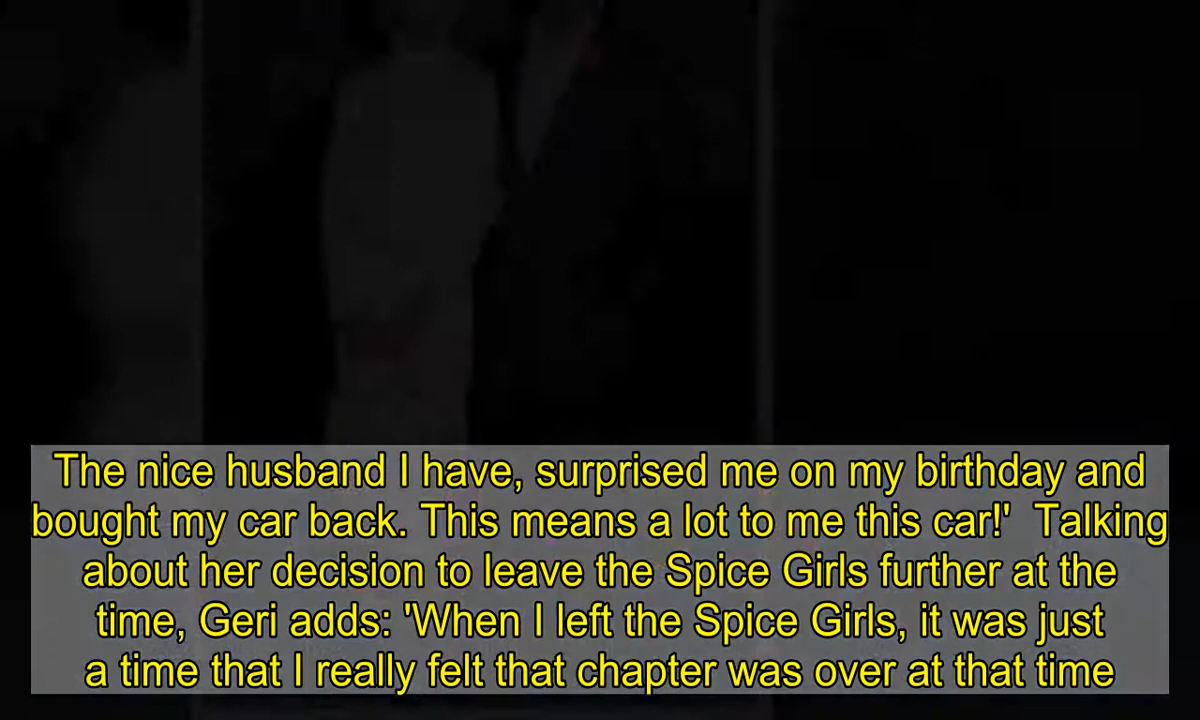 The nice husband I have, surprised me on my birthday and
bought my car back. This means a lot to me this car!'  Talking
about her decision to leave the Spice Girls further at the
time, Geri adds: 'When I left the Spice Girls, it was just
a time that I really felt that chapter was over at that time